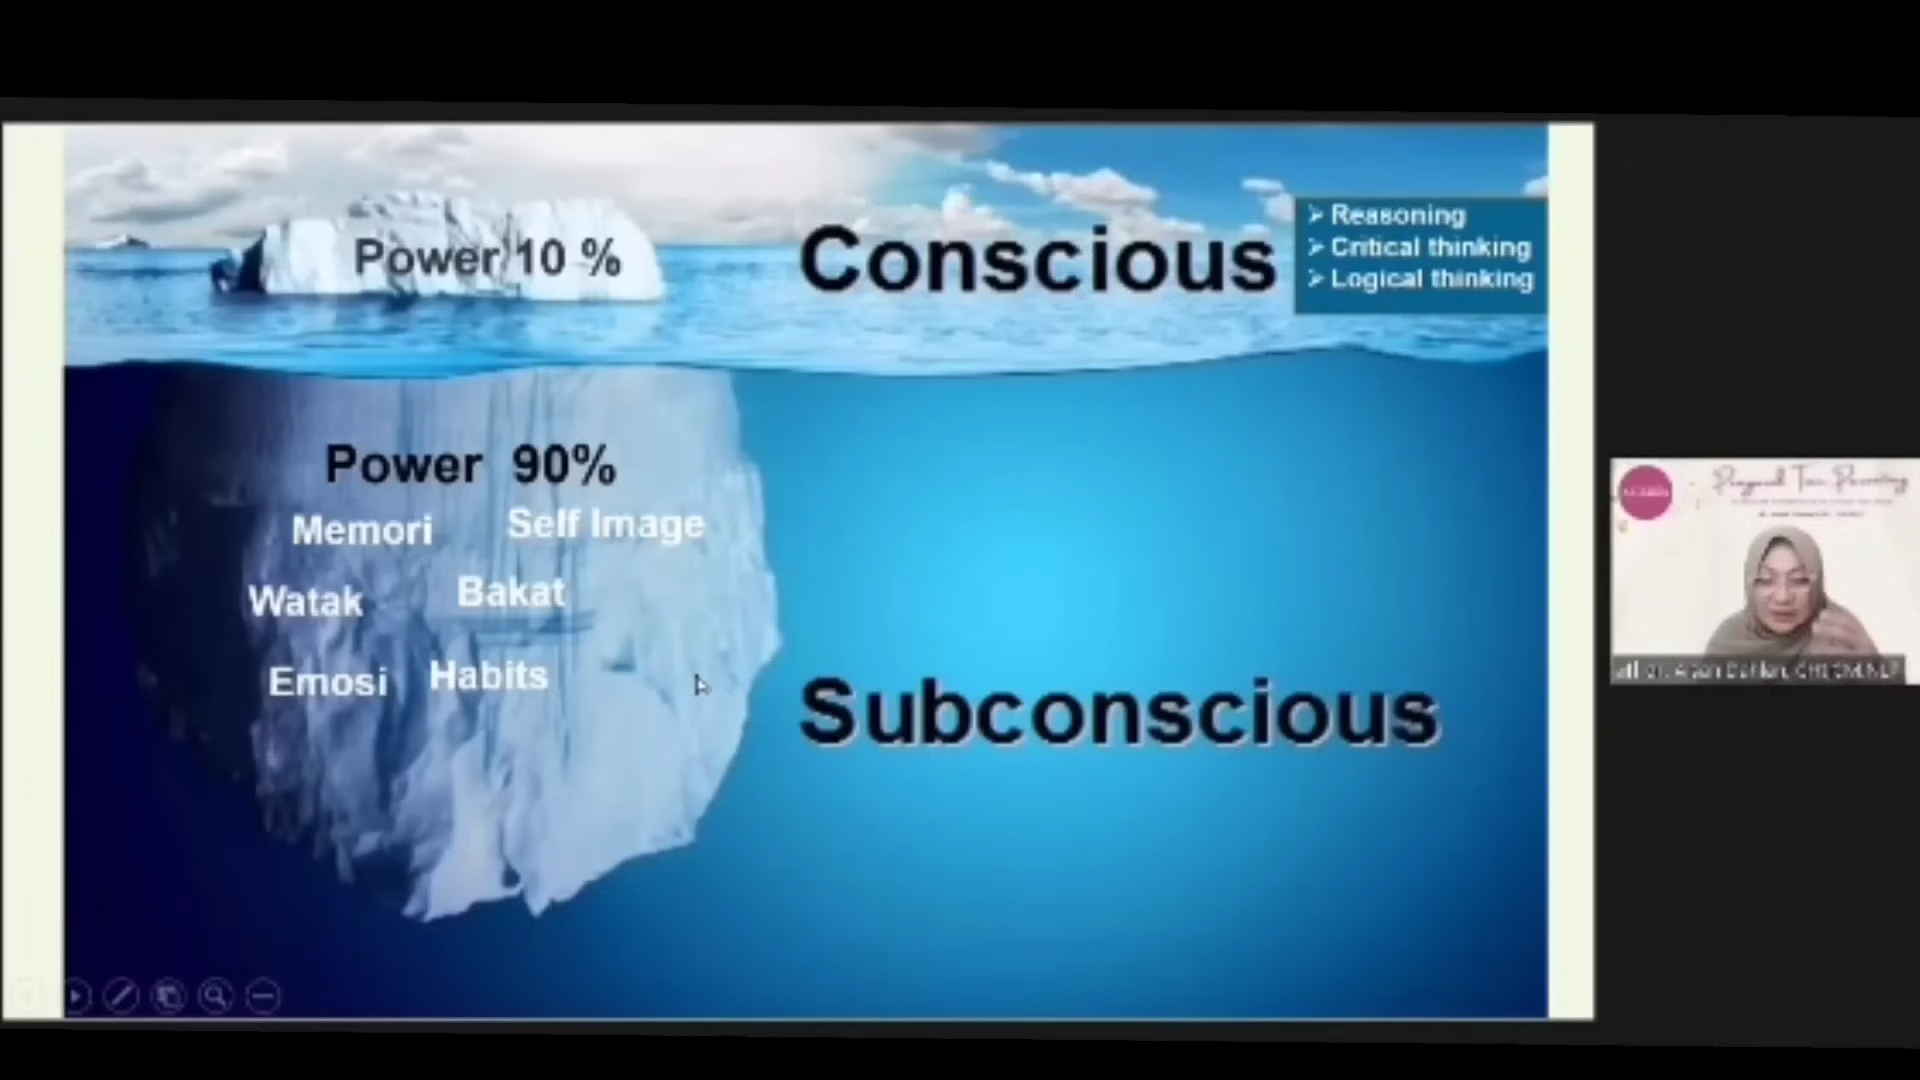 Power 10 %
Conscious
➢ Reasoning
➢ Critical thinking
➢ Logical thinking
Power 90%
Memori
Self Image
Watak
Bakat
Emosi
Habits
Subconscious